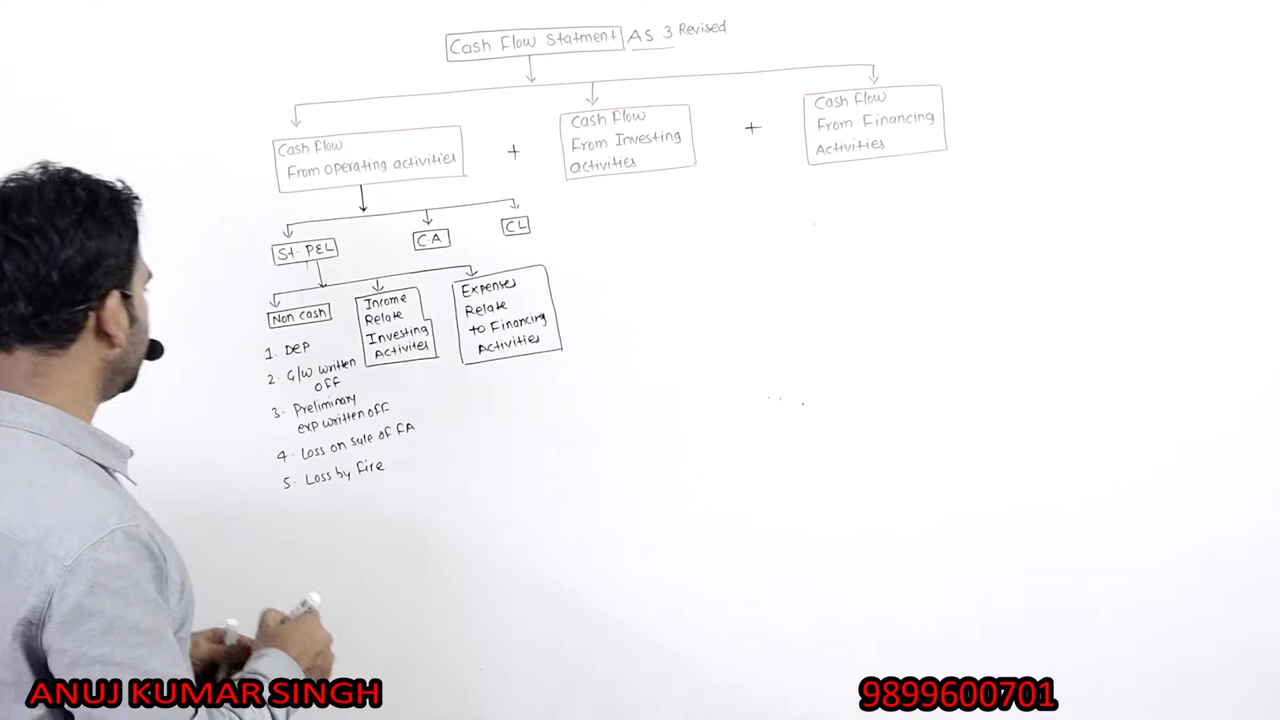 Cash Flow Statment AS 3 Revised
Cash Flow
From operating activities
+
Cash Flow
From Investing
activities
+
Cash Flow
From Financing
Activities
St. P&L
C.A
CL
Non cash
Income
Relate
Investing
Activites
Expenses
Relate
to Financing
Activities
1. Dep
2. G/W written
off
3. Preliminary
exp written off
4. Loss on sale of FA
5. Loss by Fire
ANUJ KUMAR SINGH
9899600701